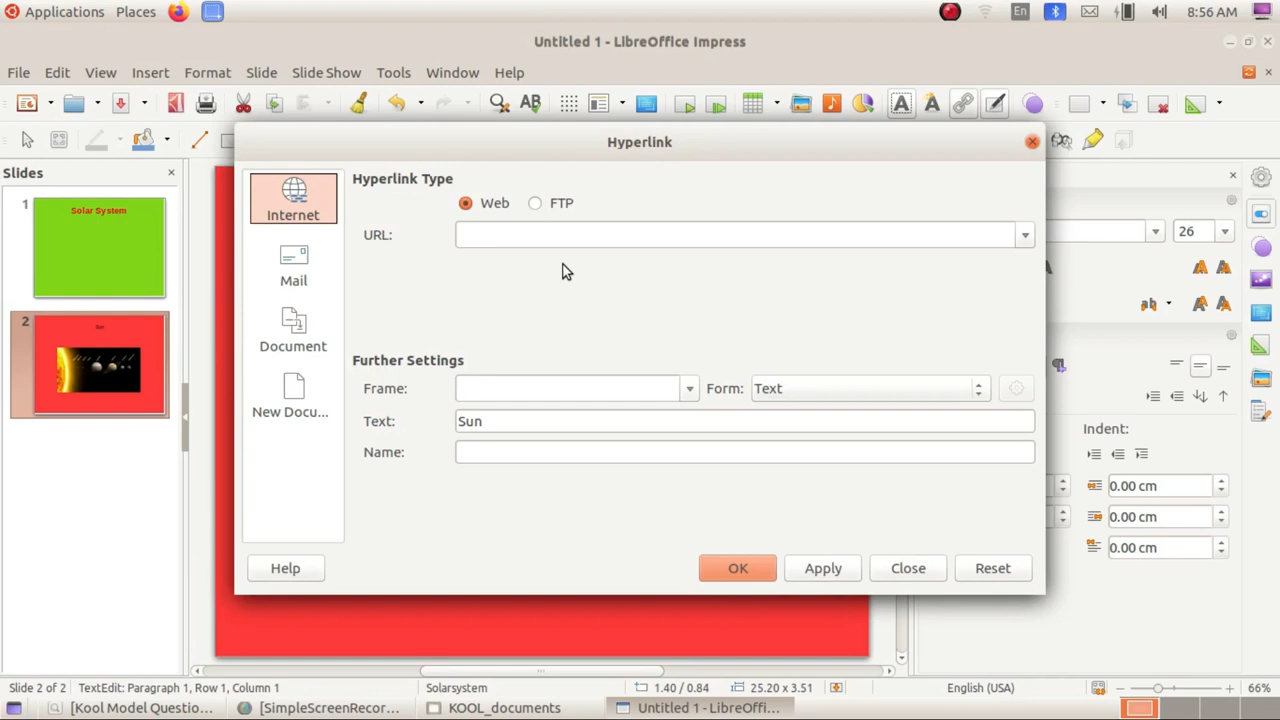 Applications Places En 8:56 AM
Untitled 1 - LibreOffice Impress
File Edit View Insert Format Slide Slide Show Tools Window Help
Hyperlink
Slides
26
Hyperlink Type
Internet
Web FTP
URL:
1
Solar System
Mail
Document
2
Sun
Further Settings
Frame: Form: Text
New Docu...
Text: Sun
Name:
Indent:
0.00 cm
0.00 cm
0.00 cm
Help OK Apply Close Reset
Slide 2 of 2 TextEdit: Paragraph 1, Row 1, Column 1 Solarsystem 1.40 / 0.84 25.20 x 3.51 English (USA) 66%
[Kool Model Questio... [SimpleScreenRecor... KOOL_documents Untitled 1 - LibreOffi...